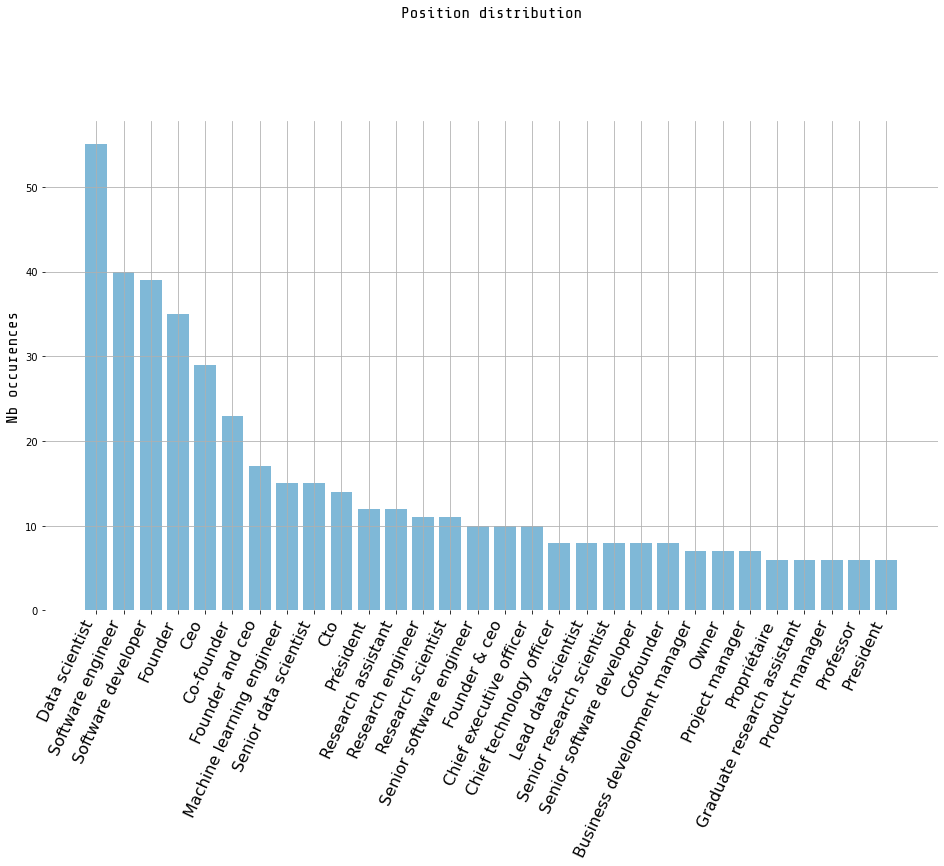 Position distribution
Nb occurences
50
40
30
20
10
0
Data scientist
Software engineer
Software developer
Founder
Ceo
Co-founder
Founder and ceo
Machine learning engineer
Senior data scientist
Cto
Président
Research assistant
Research engineer
Research scientist
Senior software engineer
Founder & ceo
Chief executive officer
Chief technology officer
Lead data scientist
Senior research scientist
Senior software developer
Cofounder
Business development manager
Owner
Project manager
Propriétaire
Graduate research assistant
Product manager
Professor
President